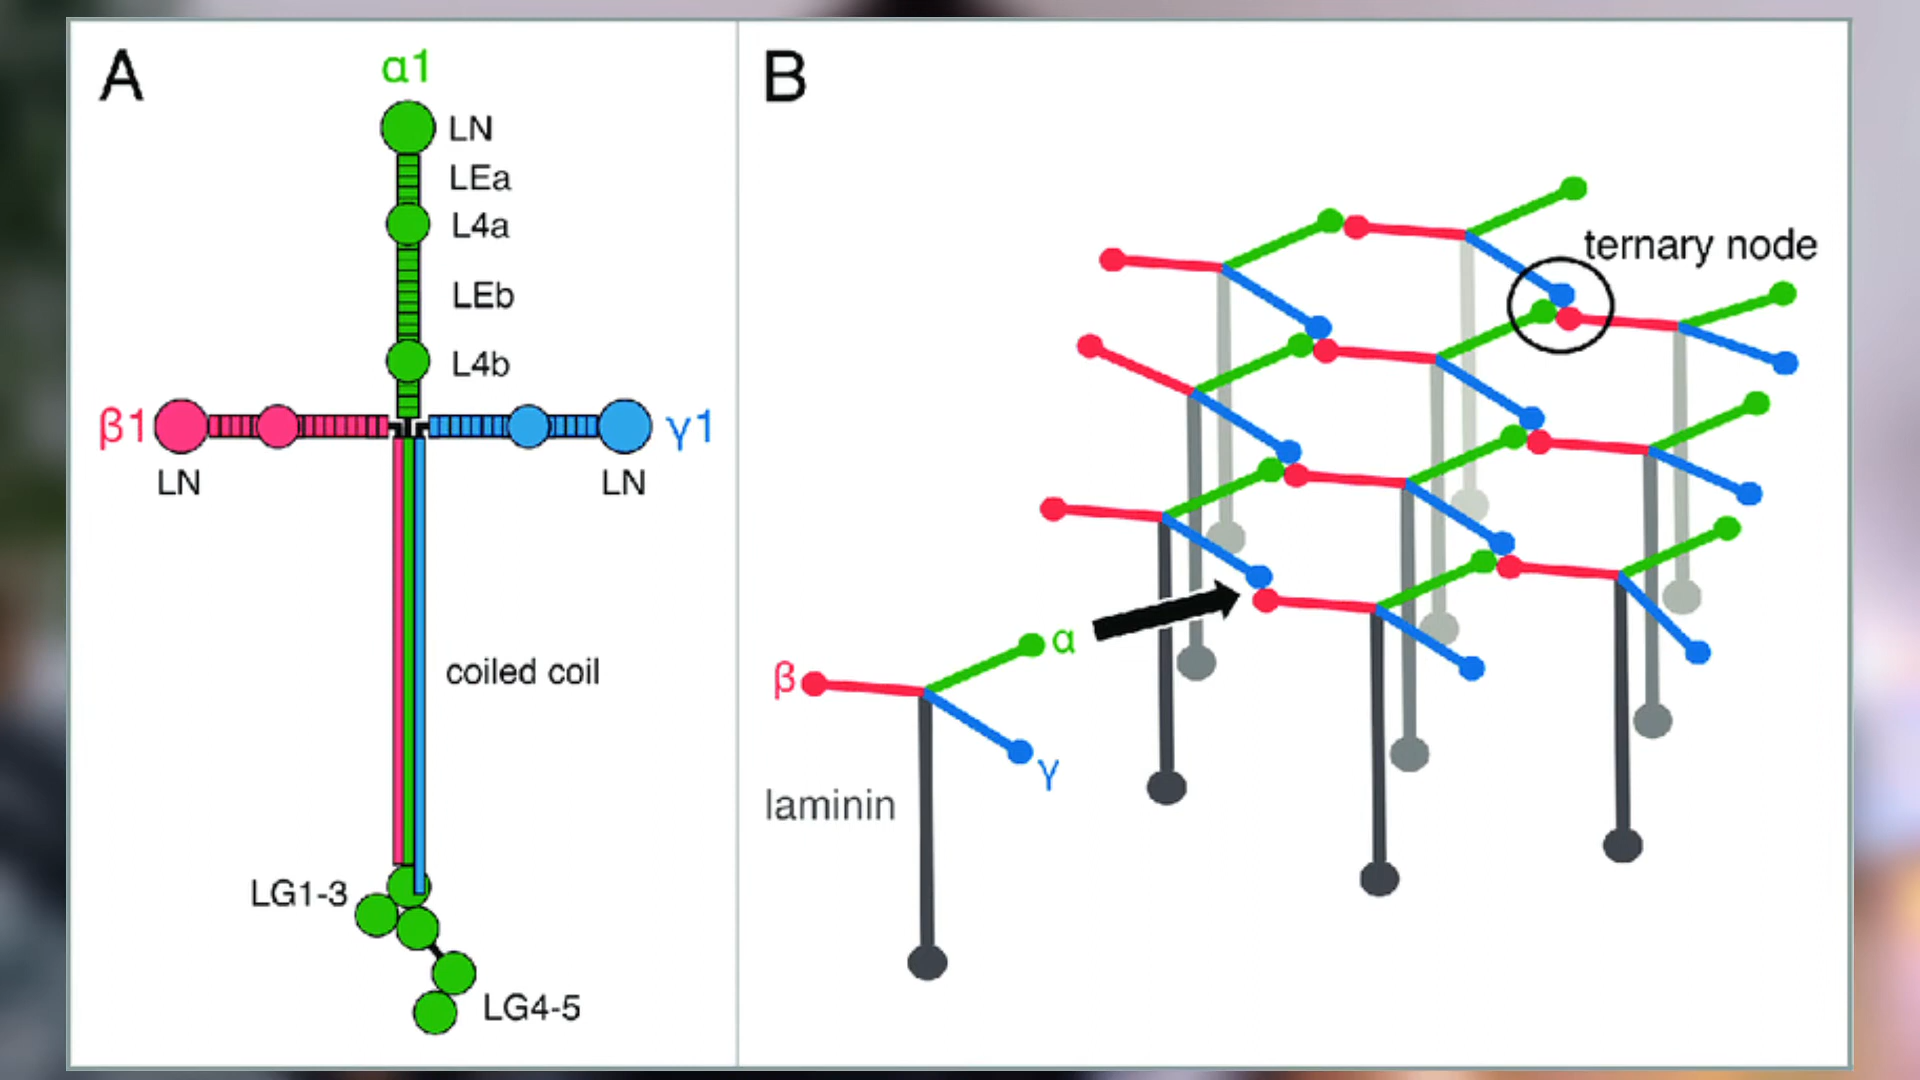 A
α1
LN
LEa
L4a
LEb
L4b
β1
γ1
LN
LN
coiled coil
LG1-3
LG4-5
B
ternary node
α
β
γ
laminin